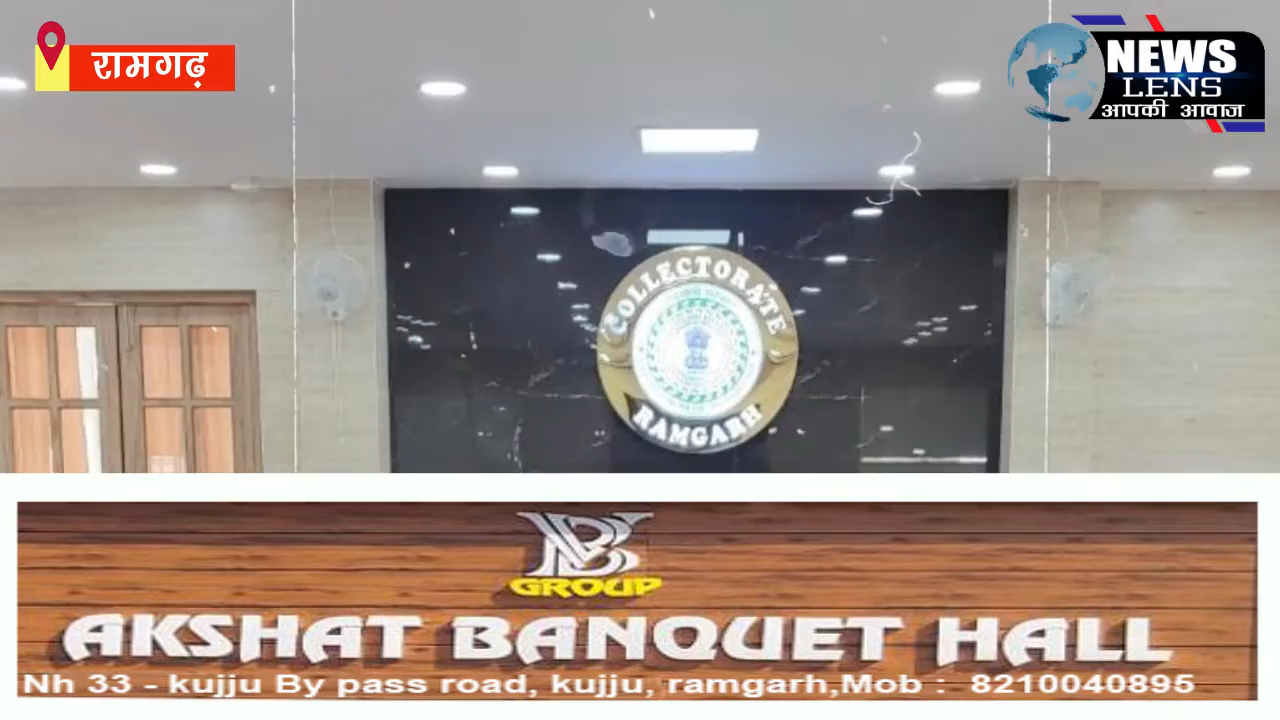 रामगढ़
NEWS
LENS
आपकी आवाज
COLLECTORATE
RAMGARH
NB
GROUP
AKSHAT BANQUET HALL
Nh 33 - kujju By pass road, kujju, ramgarh,Mob : 8210040895